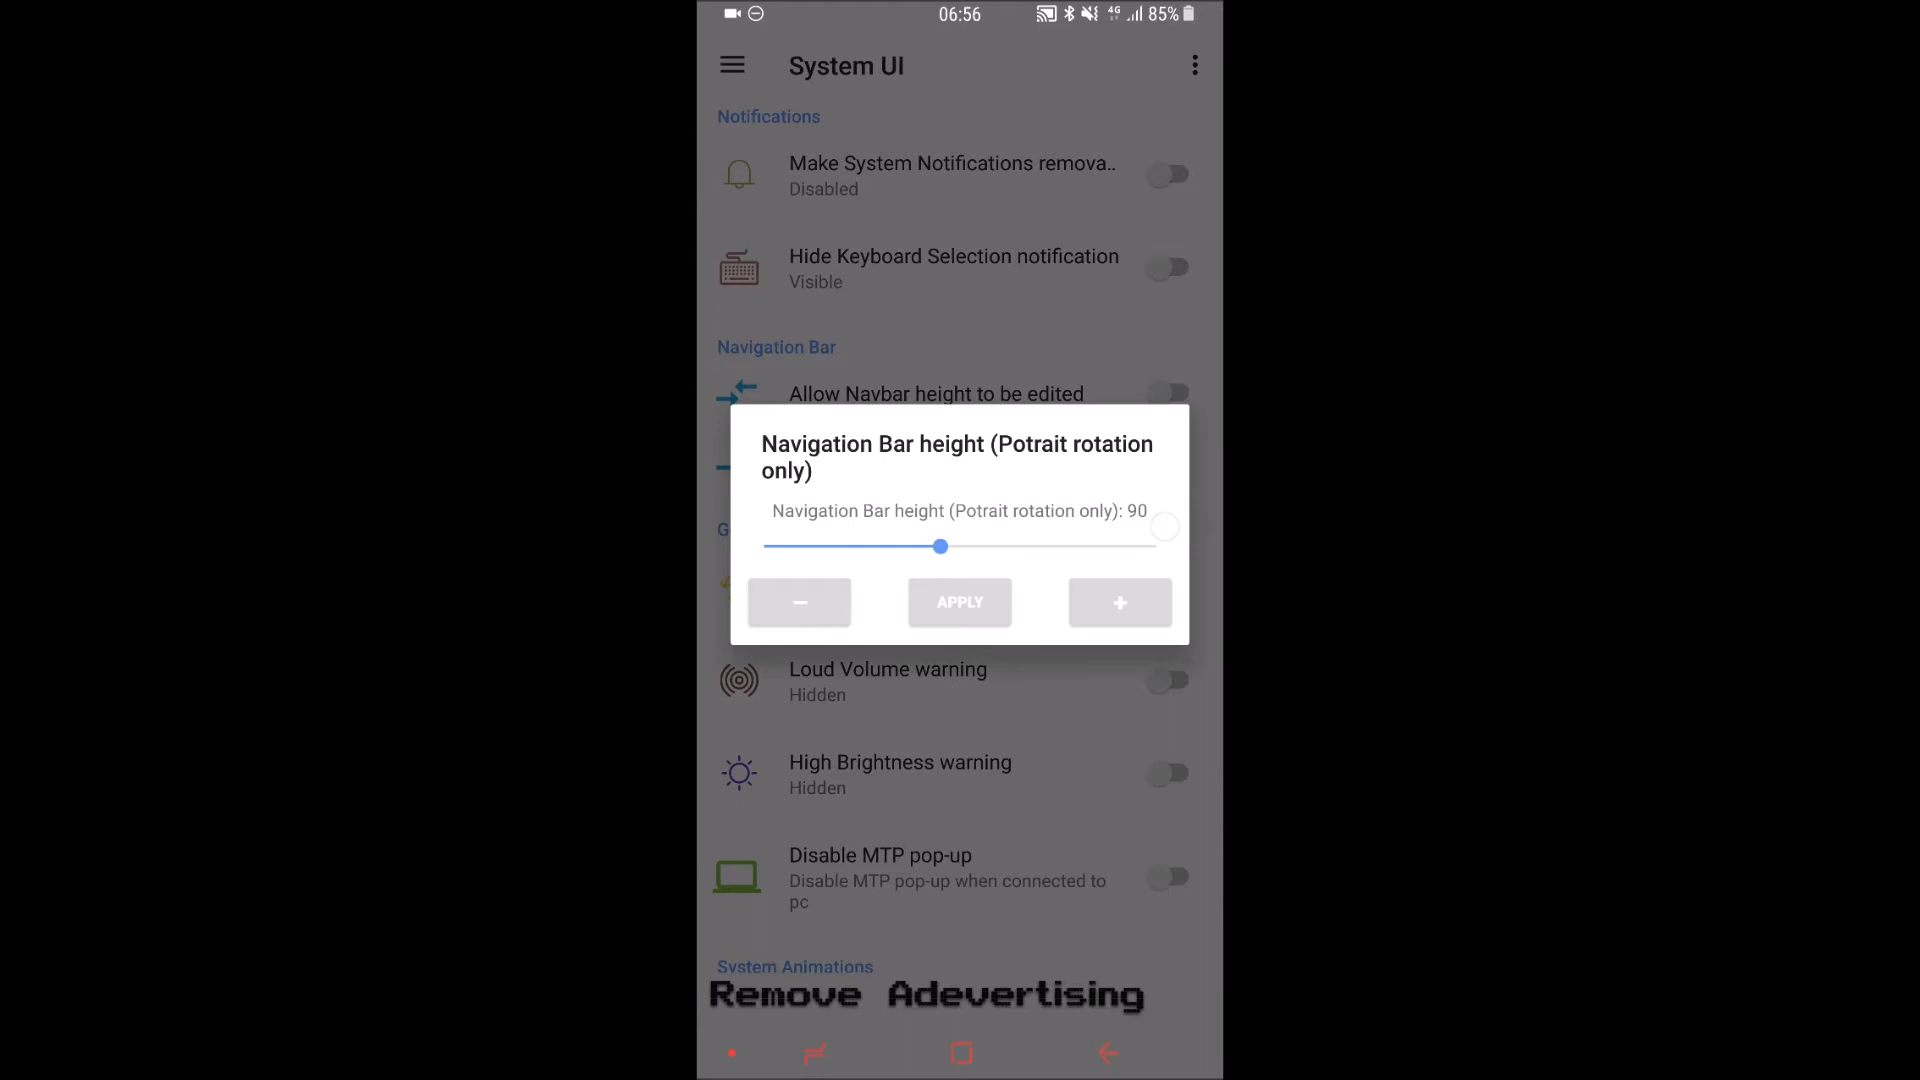 06:56
4G
85%
System UI
Notifications
Make System Notifications remova..
Disabled
Hide Keyboard Selection notification
Visible
Navigation Bar
Allow Navbar height to be edited
Navigation Bar height (Potrait rotation
only)
Navigation Bar height (Potrait rotation only): 90
G
APPLY
Loud Volume warning
Hidden
High Brightness warning
Hidden
Disable MTP pop-up
Disable MTP pop-up when connected to
pc
System Animations
Remove Adevertising